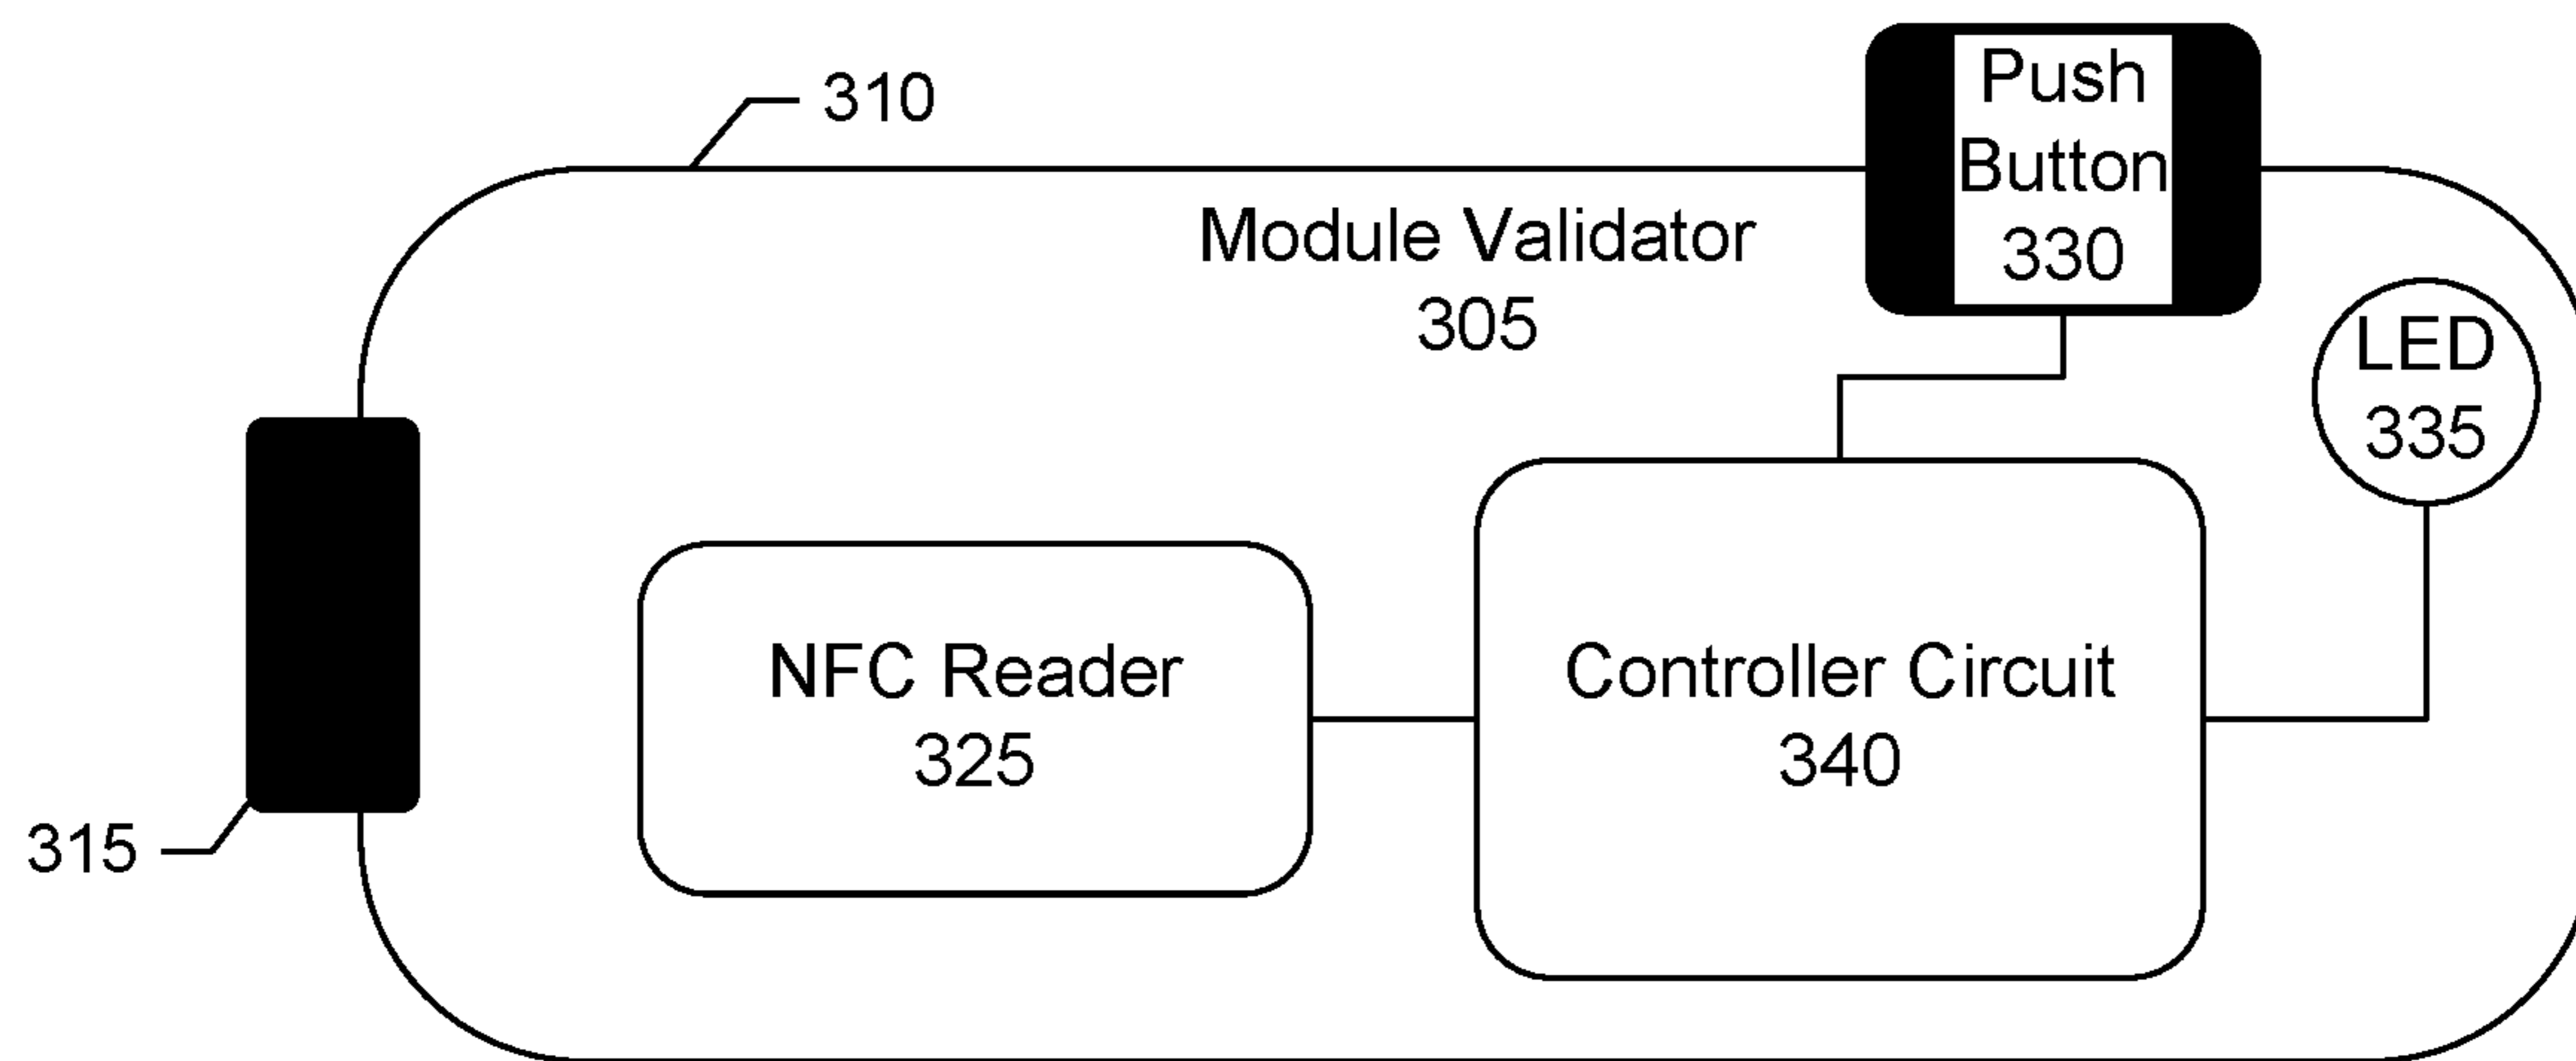 310
Push
Button
330
Module Validator
305
LED
335
NFC Reader
325
Controller Circuit
340
315